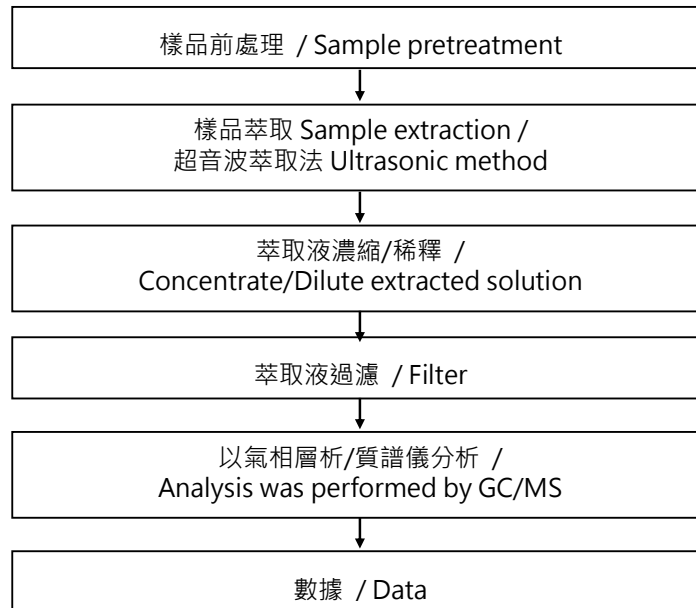 樣品前處理 / Sample pretreatment
樣品萃取 Sample extraction /
超音波萃取法 Ultrasonic method
萃取液濃縮/稀釋 /
Concentrate/Dilute extracted solution
萃取液過濾 / Filter
以氣相層析/質譜儀分析 /
Analysis was performed by GC/MS
數據 / Data